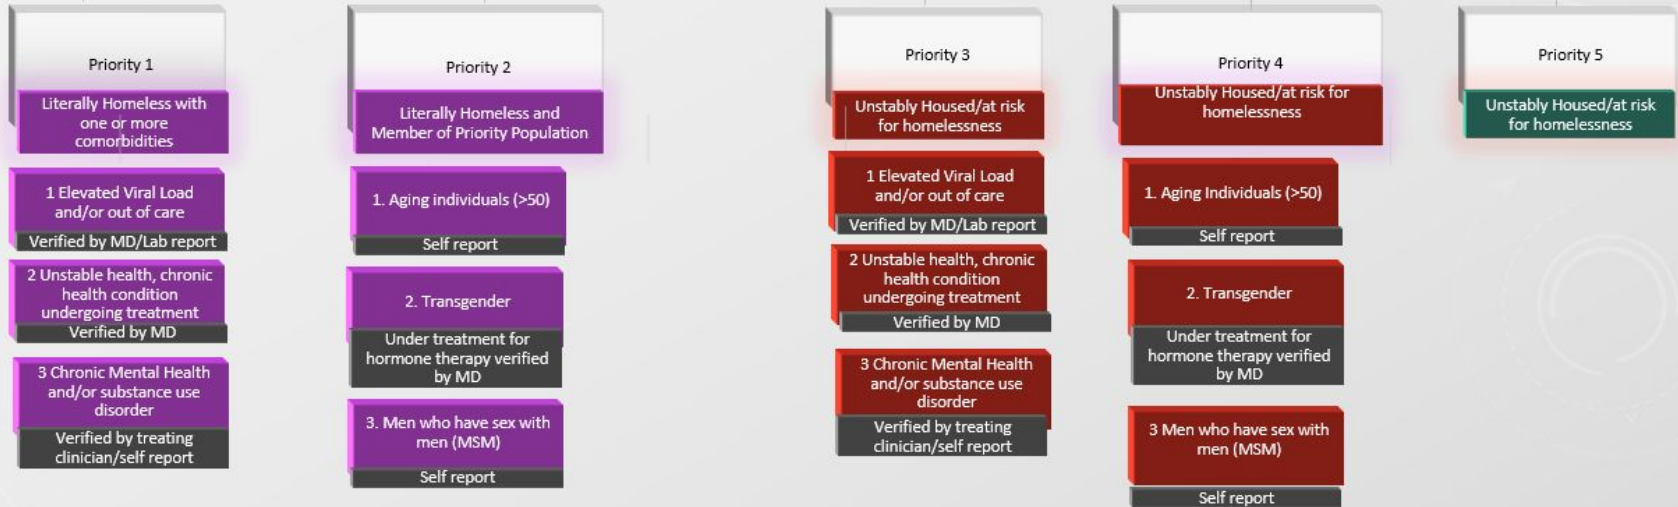 Priority 1
Literally Homeless with
one or more
comorbidities
1 Elevated Viral Load
and/or out of care
Verified by MD/Lab report
2 Unstable health, chronic
health condition
undergoing treatment
Verified by MD
3 Chronic Mental Health
and/or substance use
disorder
Verified by treating
clinician/self report
Priority 2
Literally Homeless and
Member of Priority Population
1. Aging individuals (>50)
Self report
2. Transgender
Under treatment for
hormone therapy verified
by MD
3. Men who have sex with
men (MSM)
Self report
Priority 3
Unstably Housed/at risk
for homelessness
1 Elevated Viral Load
and/or out of care
Verified by MD/Lab report
2 Unstable health, chronic
health condition
undergoing treatment
Verified by MD
3 Chronic Mental Health
and/or substance use
disorder
Verified by treating
clinician/self report
Priority 4
Unstably Housed/at risk for
homelessness
1. Aging Individuals (>50)
Self report
2. Transgender
Under treatment for
hormone therapy verified
by MD
3 Men who have sex with
men (MSM)
Self report
Priority 5
Unstably Housed/at risk
for homelessness